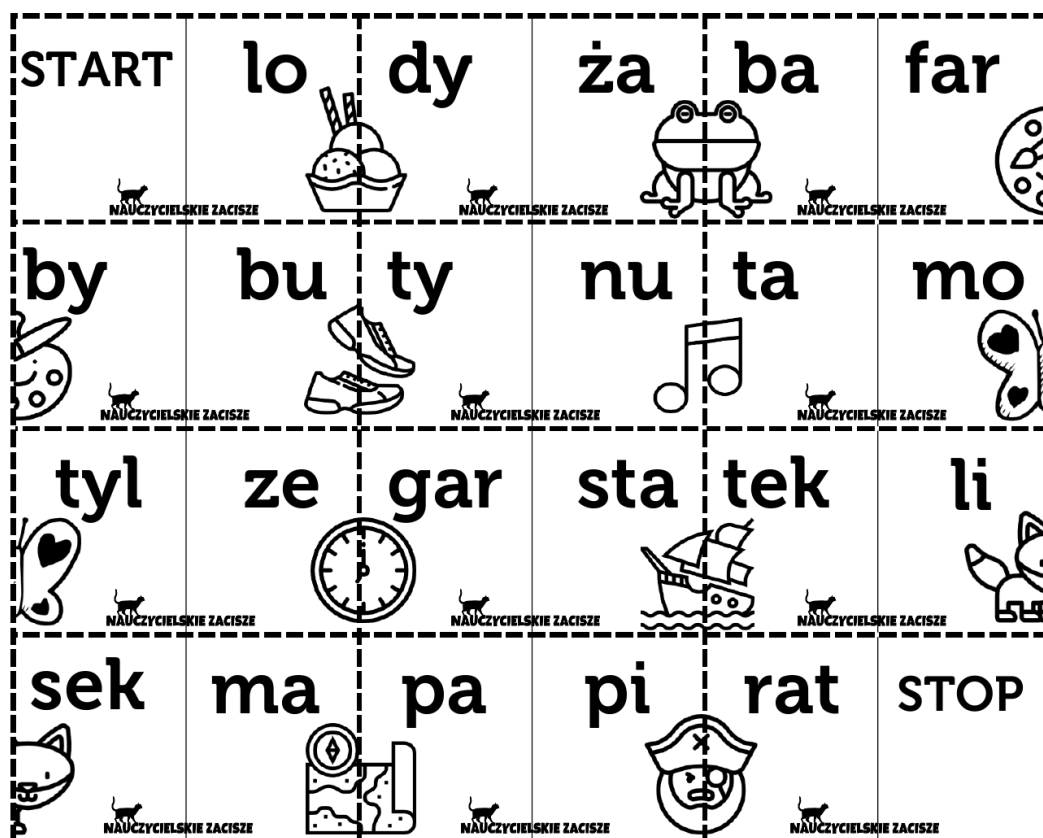 START lo dy ża ba far
NAUCZYCIELSKIE ZACISZE NAUCZYCIELSKIE ZACISZE NAUCZYCIELSKIE ZACISZE
by bu ty nu ta mo
NAUCZYCIELSKIE ZACISZE NAUCZYCIELSKIE ZACISZE NAUCZYCIELSKIE ZACISZE
tyl ze gar sta tek li
NAUCZYCIELSKIE ZACISZE NAUCZYCIELSKIE ZACISZE NAUCZYCIELSKIE ZACISZE
sek ma pa pi rat STOP
NAUCZYCIELSKIE ZACISZE NAUCZYCIELSKIE ZACISZE NAUCZYCIELSKIE ZACISZE